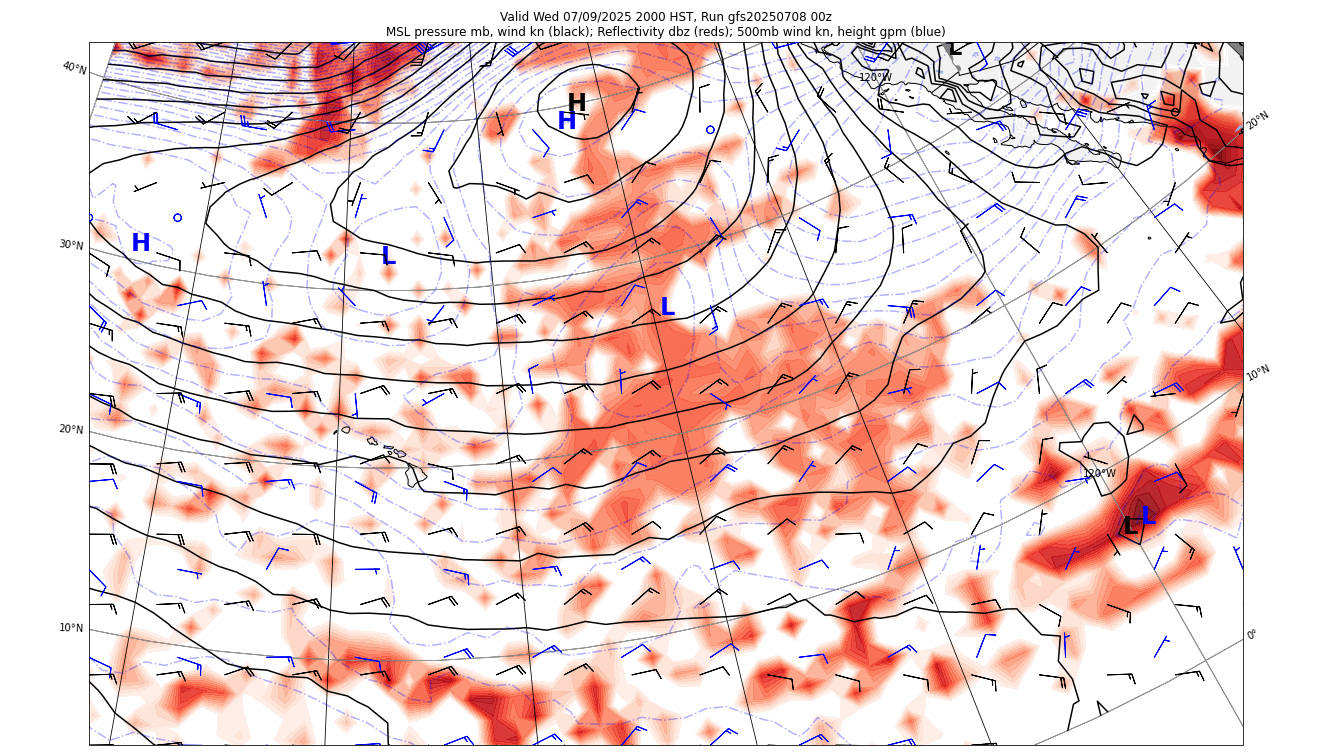 Valid Wed 07/09/2025 2000 HST, Run gfs20250708 00z
MSL pressure mb, wind kn (black); Reflectivity dbz (reds); 500mb wind kn, height gpm (blue)
L
40°N
120°W
H
H
20°N
30°N
H
L
L
10°N
20°N
120°W
L
L
10°N
0°